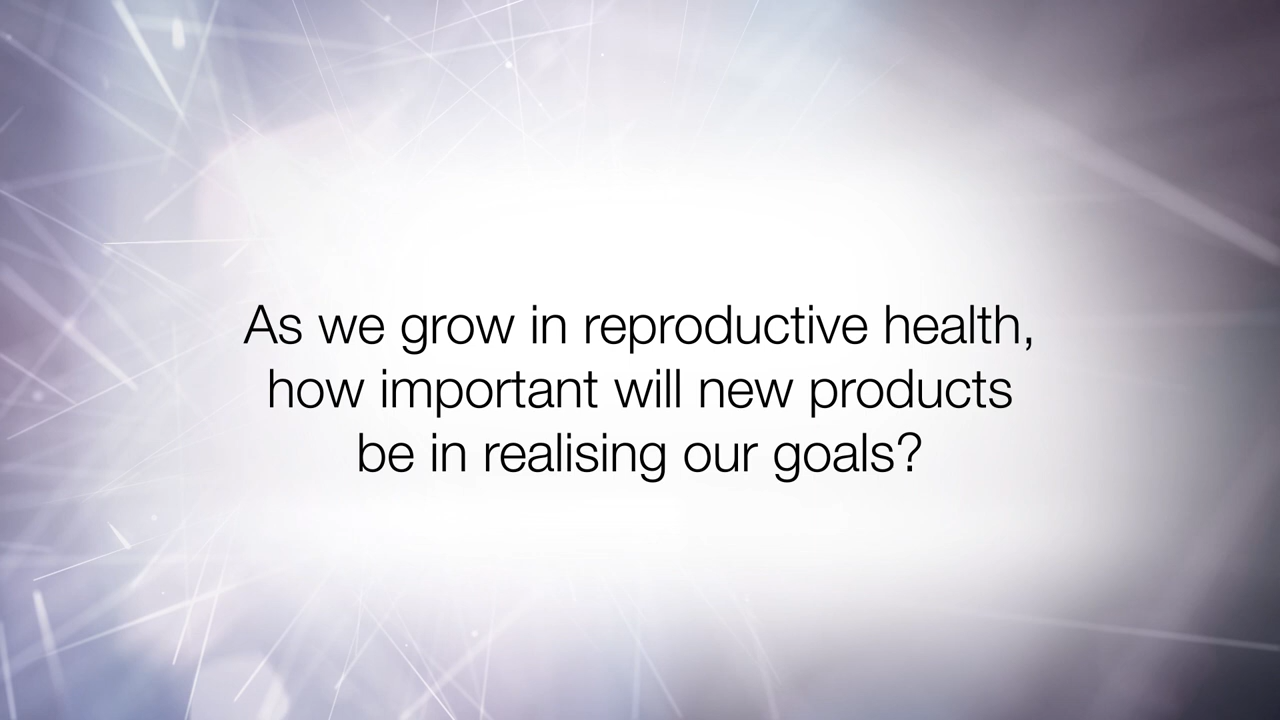 As we grow in reproductive health,
how important will new products
be in realising our goals?